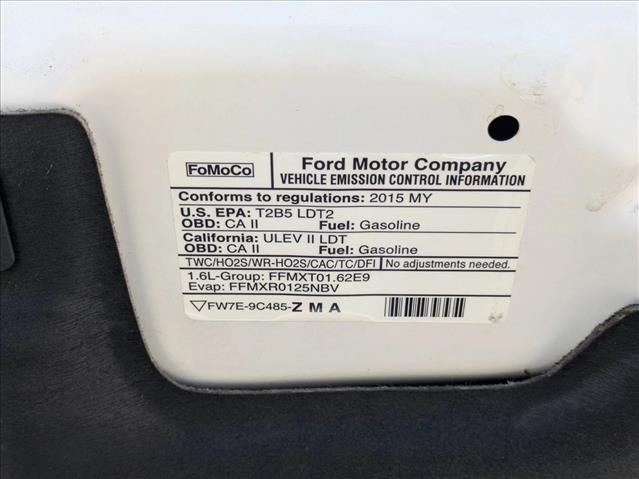 FoMoCo
Ford Motor Company
VEHICLE EMISSION CONTROL INFORMATION
Conforms to regulations: 2015 MY
U.S. EPA: T2B5 LDT2
OBD: CA II Fuel: Gasoline
California: ULEV II LDT
OBD: CA II Fuel: Gasoline
TWC/HO2S/WR-HO2S/CAC/TC/DFI No adjustments needed.
1.6L-Group: FFMXT01.62E9
Evap: FFMXR0125NBV
FW7E-9C485-Z M A